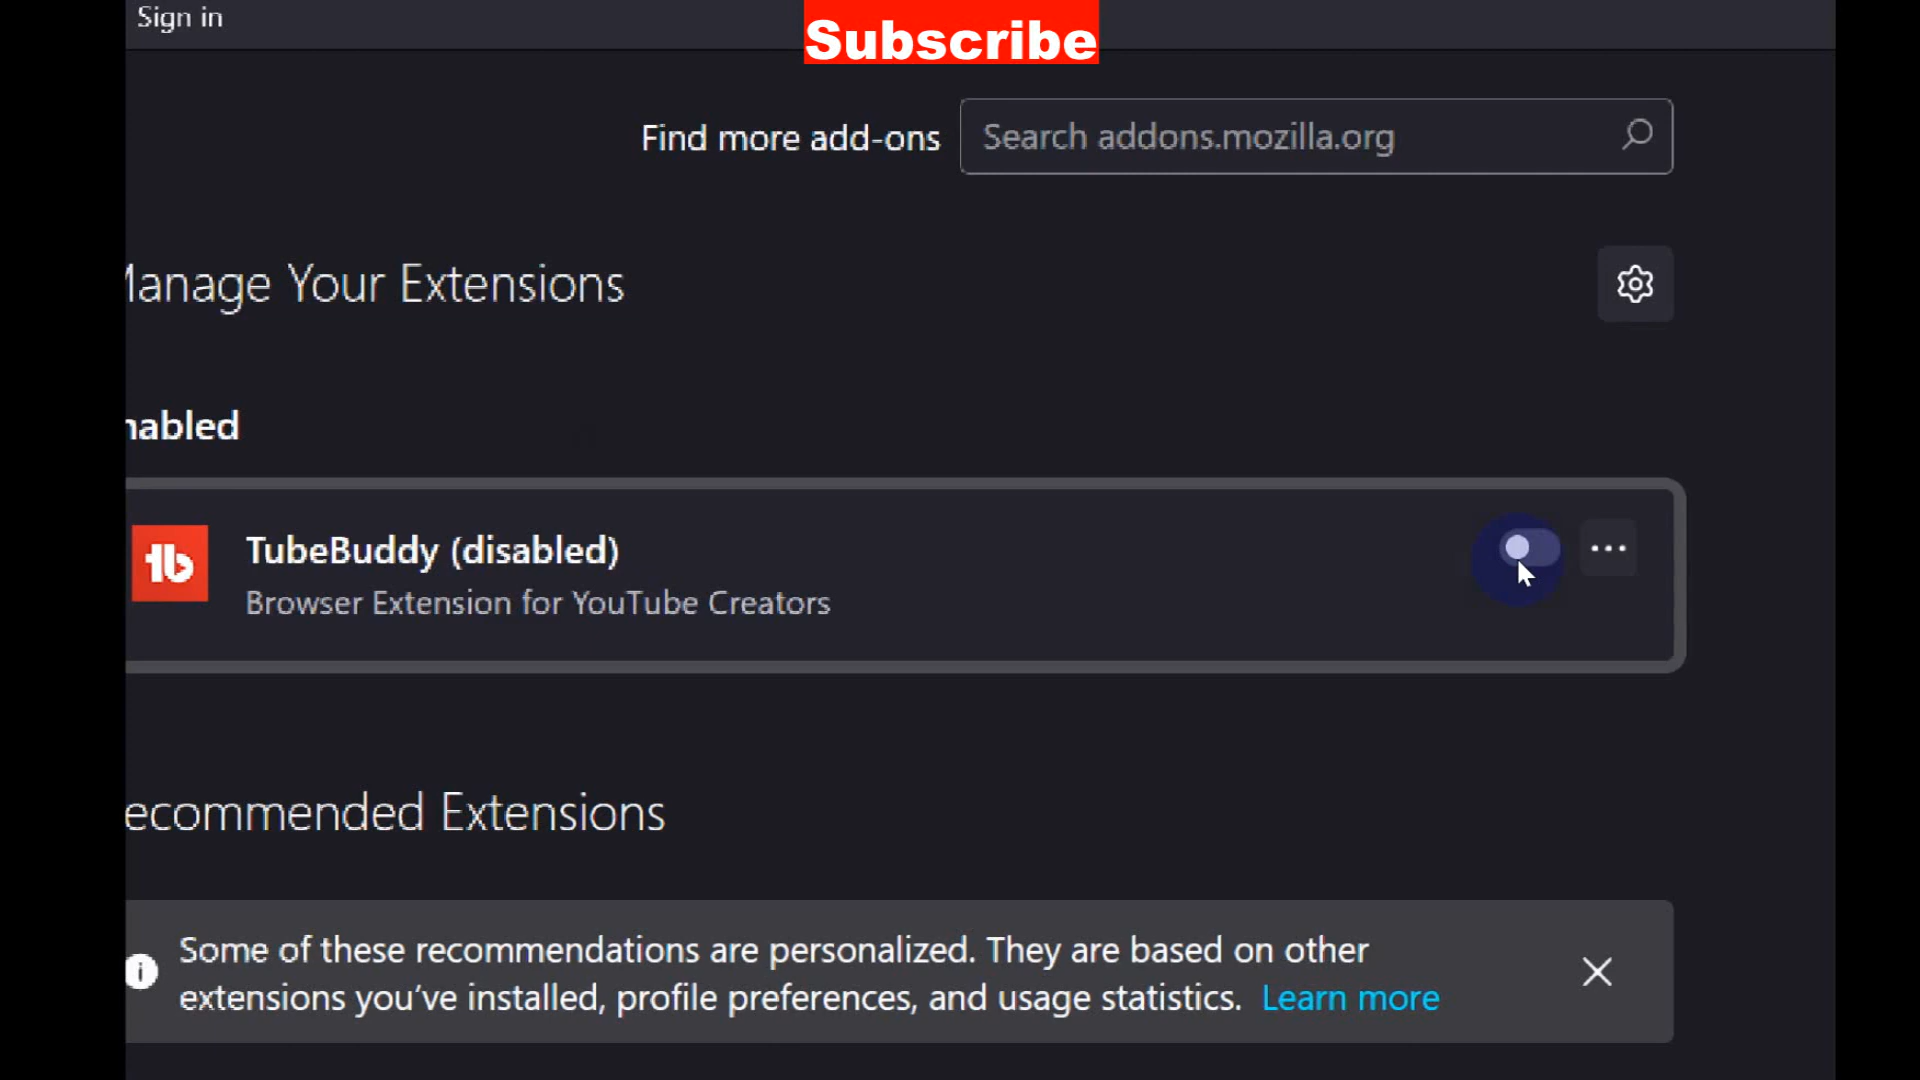 Sign in
Subscribe
Find more add-ons
Search addons.mozilla.org
Manage Your Extensions
nabled
TubeBuddy (disabled)
Browser Extension for YouTube Creators
ecommended Extensions
Some of these recommendations are personalized. They are based on other
extensions you've installed, profile preferences, and usage statistics. Learn more